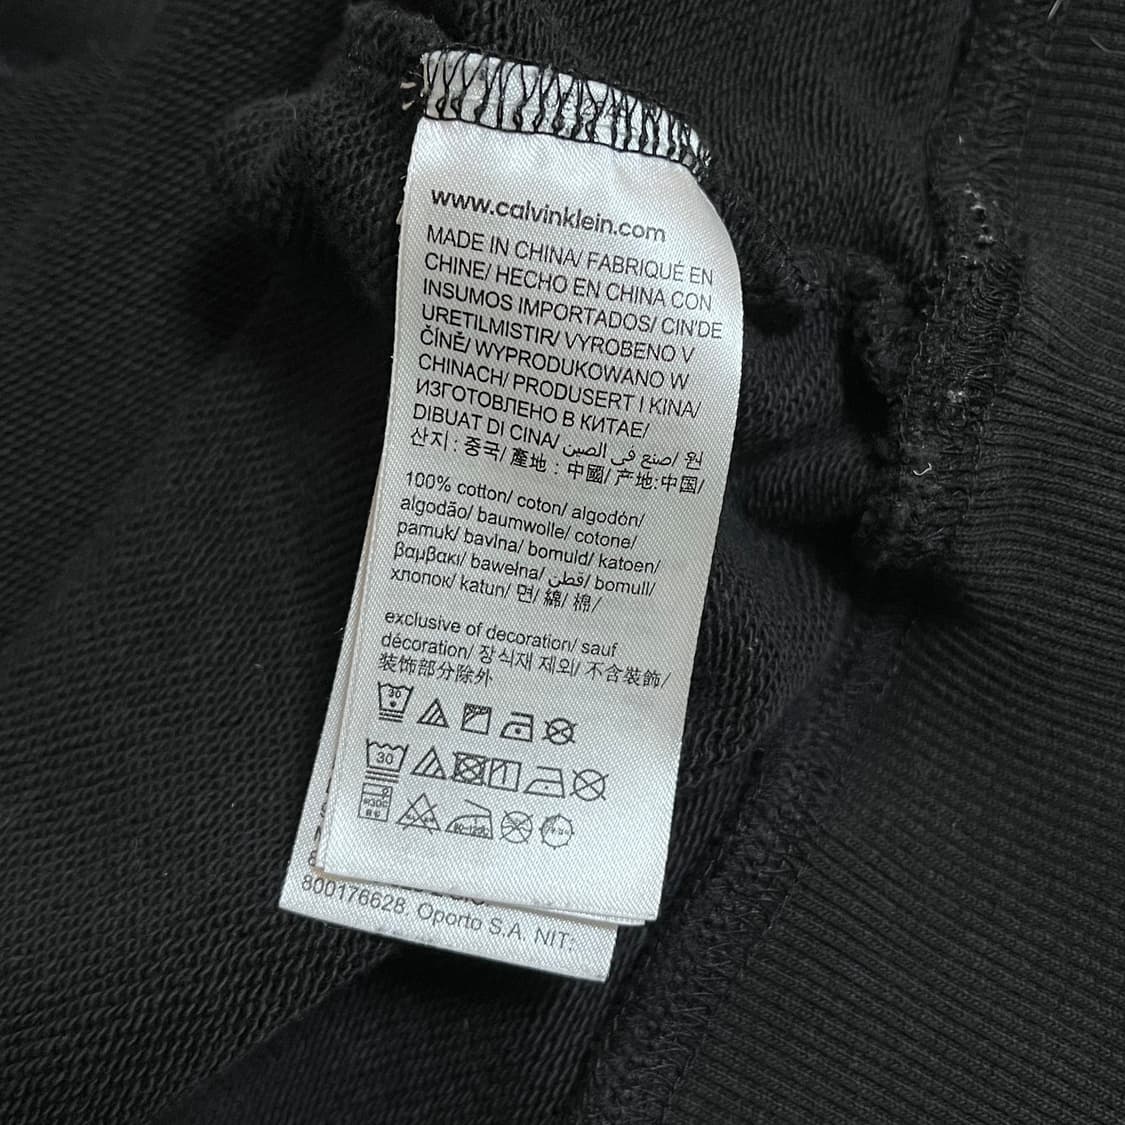 www.calvinklein.com
MADE IN CHINA/ FABRIQUÉ EN
CHINE/ HECHO EN CHINA CON
INSUMOS IMPORTADOS/ CIN'DE
URETILMISTIR/ VYROBENO V
ČÍNĚ/ WYPRODUKOWANO W
CHINACH/ PRODUSERT I KINA/
ИЗГОТОВЛЕНО В КИТАЕ/
DIBUAT DI CINA/ صنع في الصين/ 원
산지 : 중국/ 產地 : 中國/ 产地:中国/
100% cotton/ coton/ algodón/
algodão/ baumwolle/ cotone/
pamuk/ bavlna/ bomuld/ katoen/
βαμβακι/ bawełna/ قطن/ bomull/
хлопок/ katun/ 면/ 綿/ 棉/
exclusive of decoration/ sauf
décoration/ 장식재 제외/ 不含裝飾/
装饰部分除外
30
30
800176628. Oporto S.A. NIT: